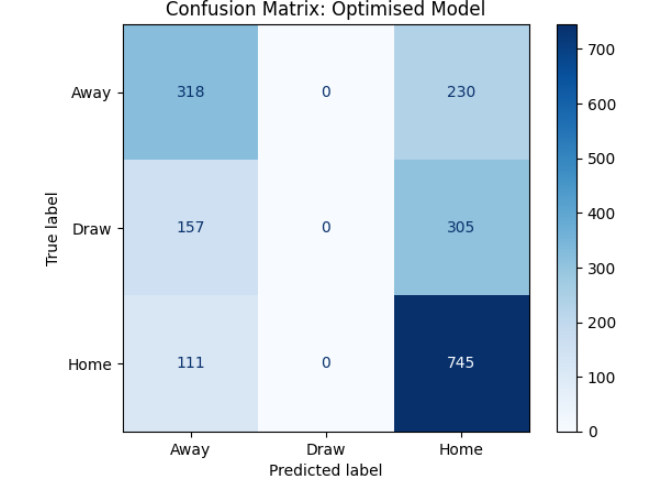 Confusion Matrix: Optimised Model
Away 318 0 230
Draw 157 0 305
Home 111 0 745
Away Draw Home
Predicted label
True label
700
600
500
400
300
200
100
0